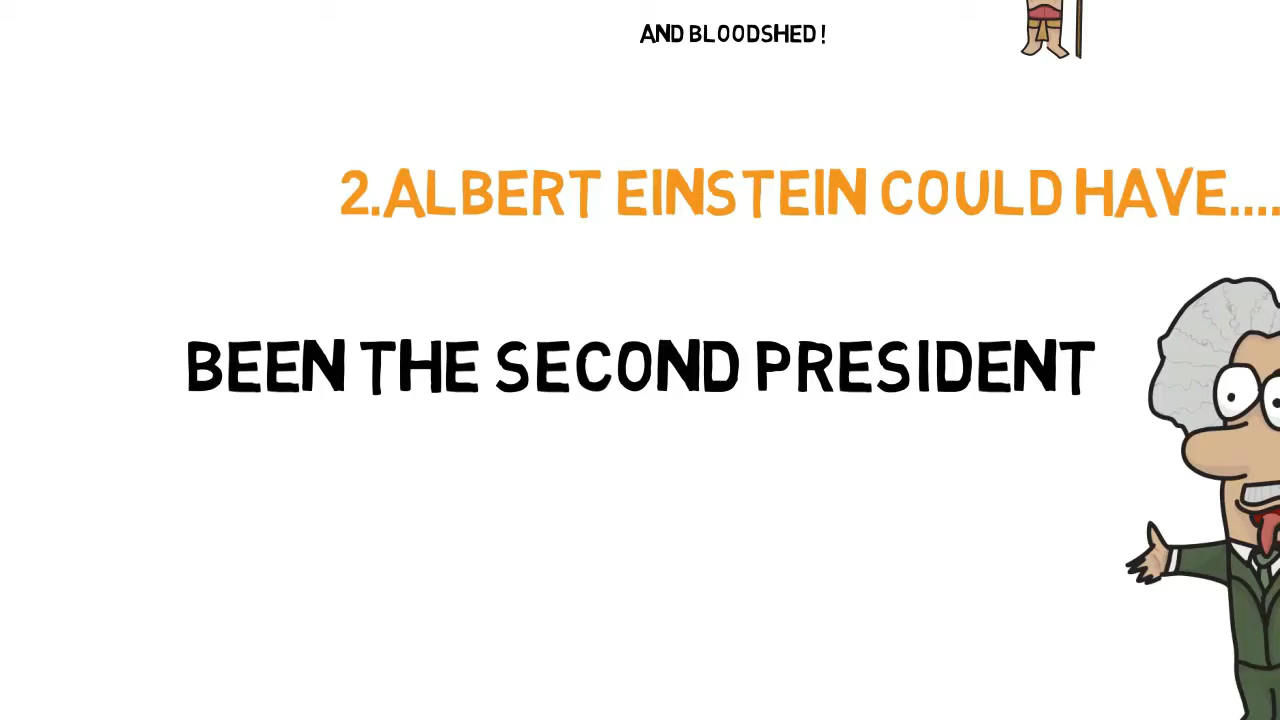 AND BLOODSHED!
2.ALBERT EINSTEIN COULD HAVE....
BEEN THE SECOND PRESIDENT